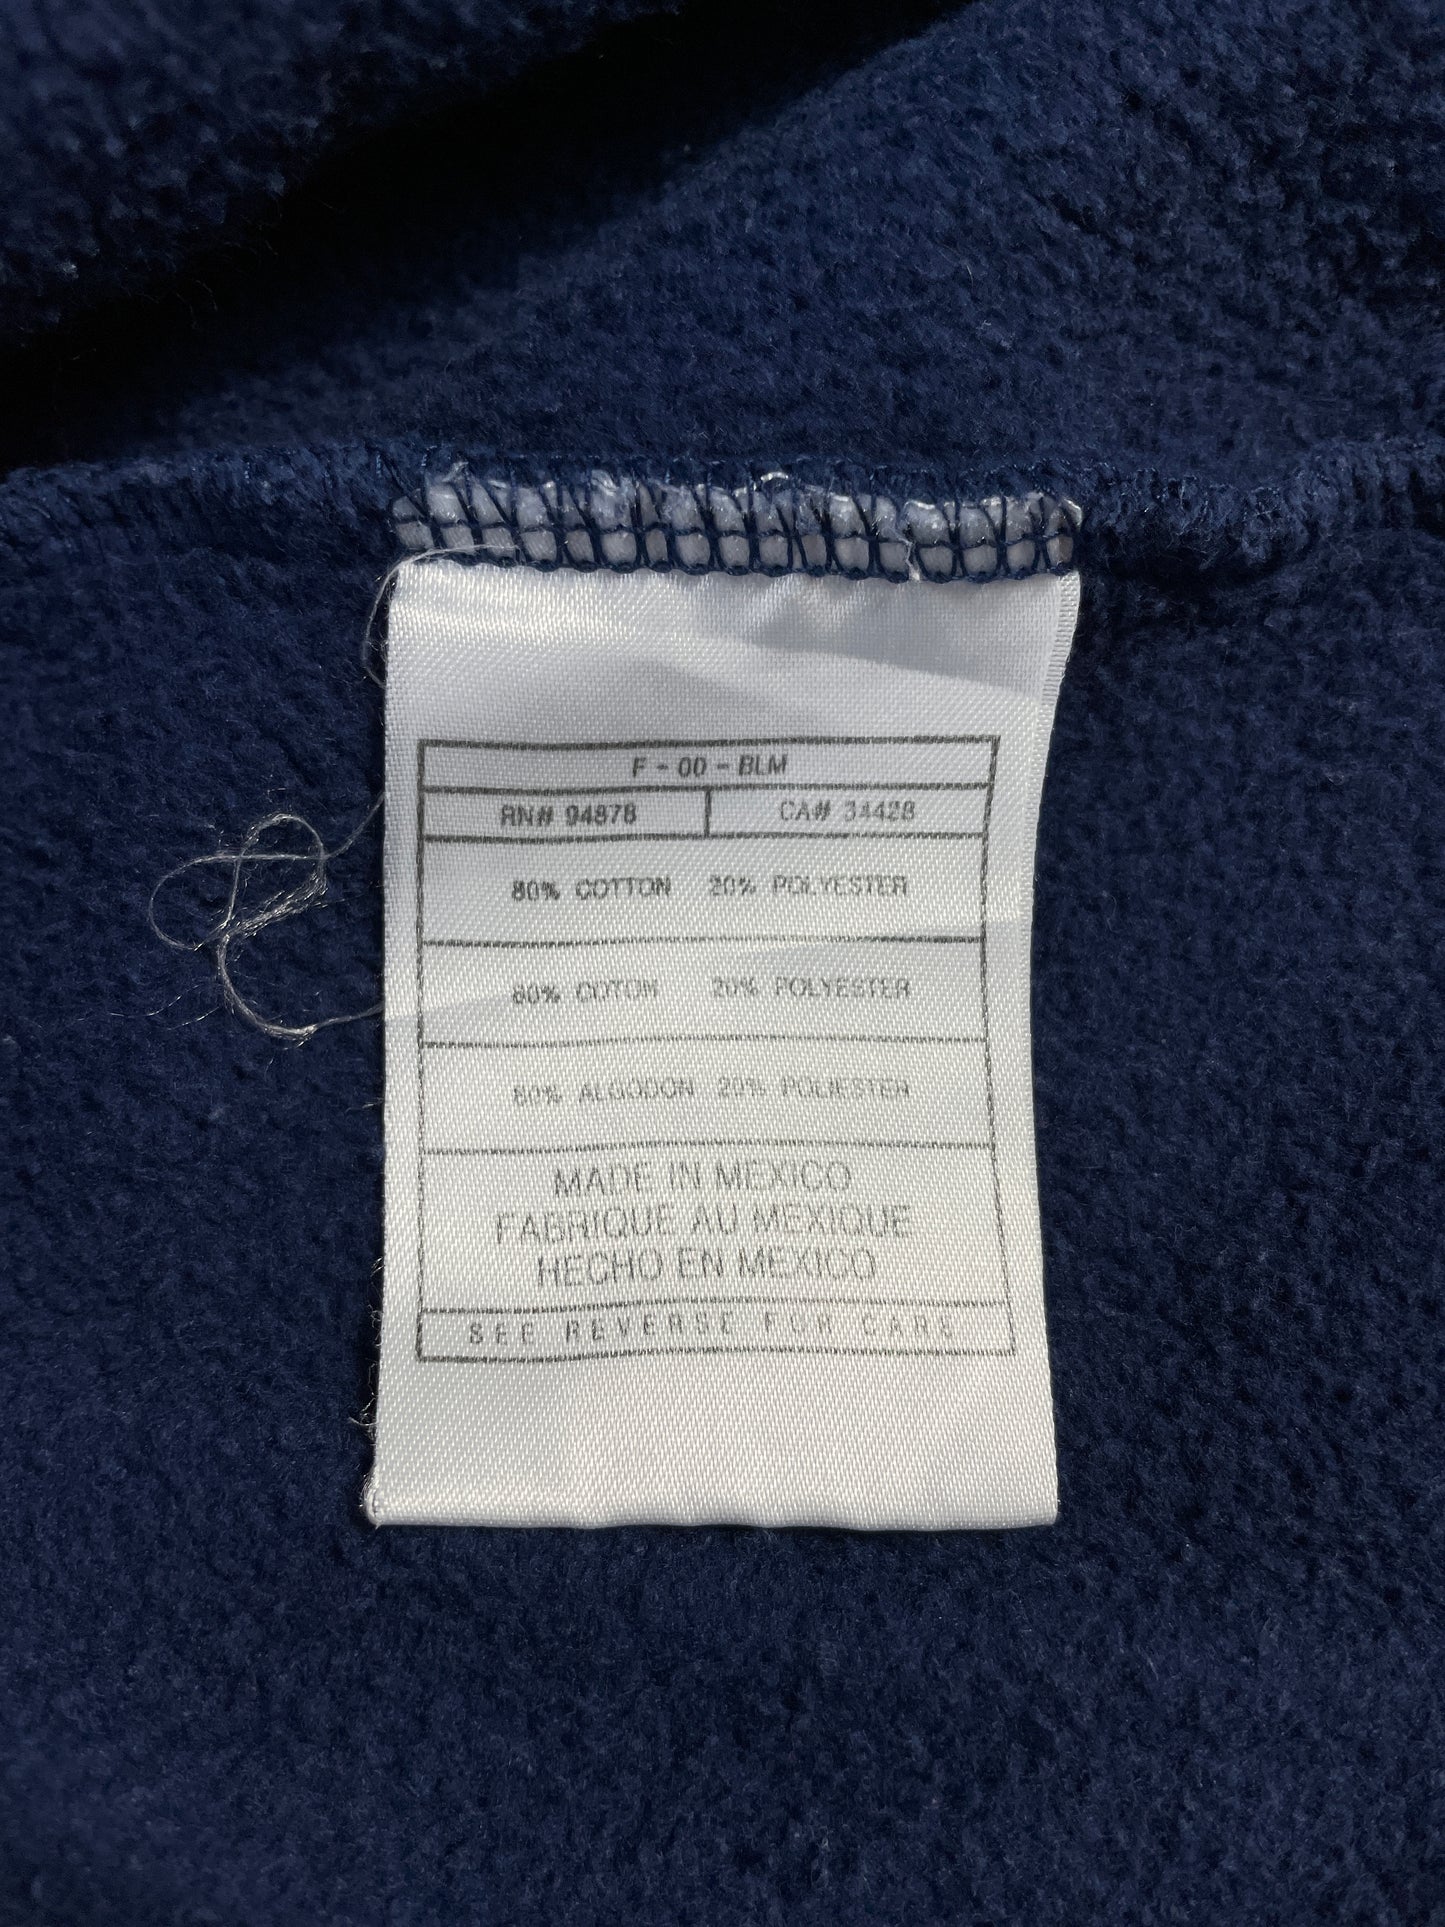 F - 00 - BLM
RN# 94878 CA# 34428
80% COTTON 20% POLYESTER
80% COTON 20% POLYESTER
80% ALGODON 20% POLIESTER
MADE IN MEXICO
FABRIQUE AU MEXIQUE
HECHO EN MEXICO
SEE REVERSE FOR CARE